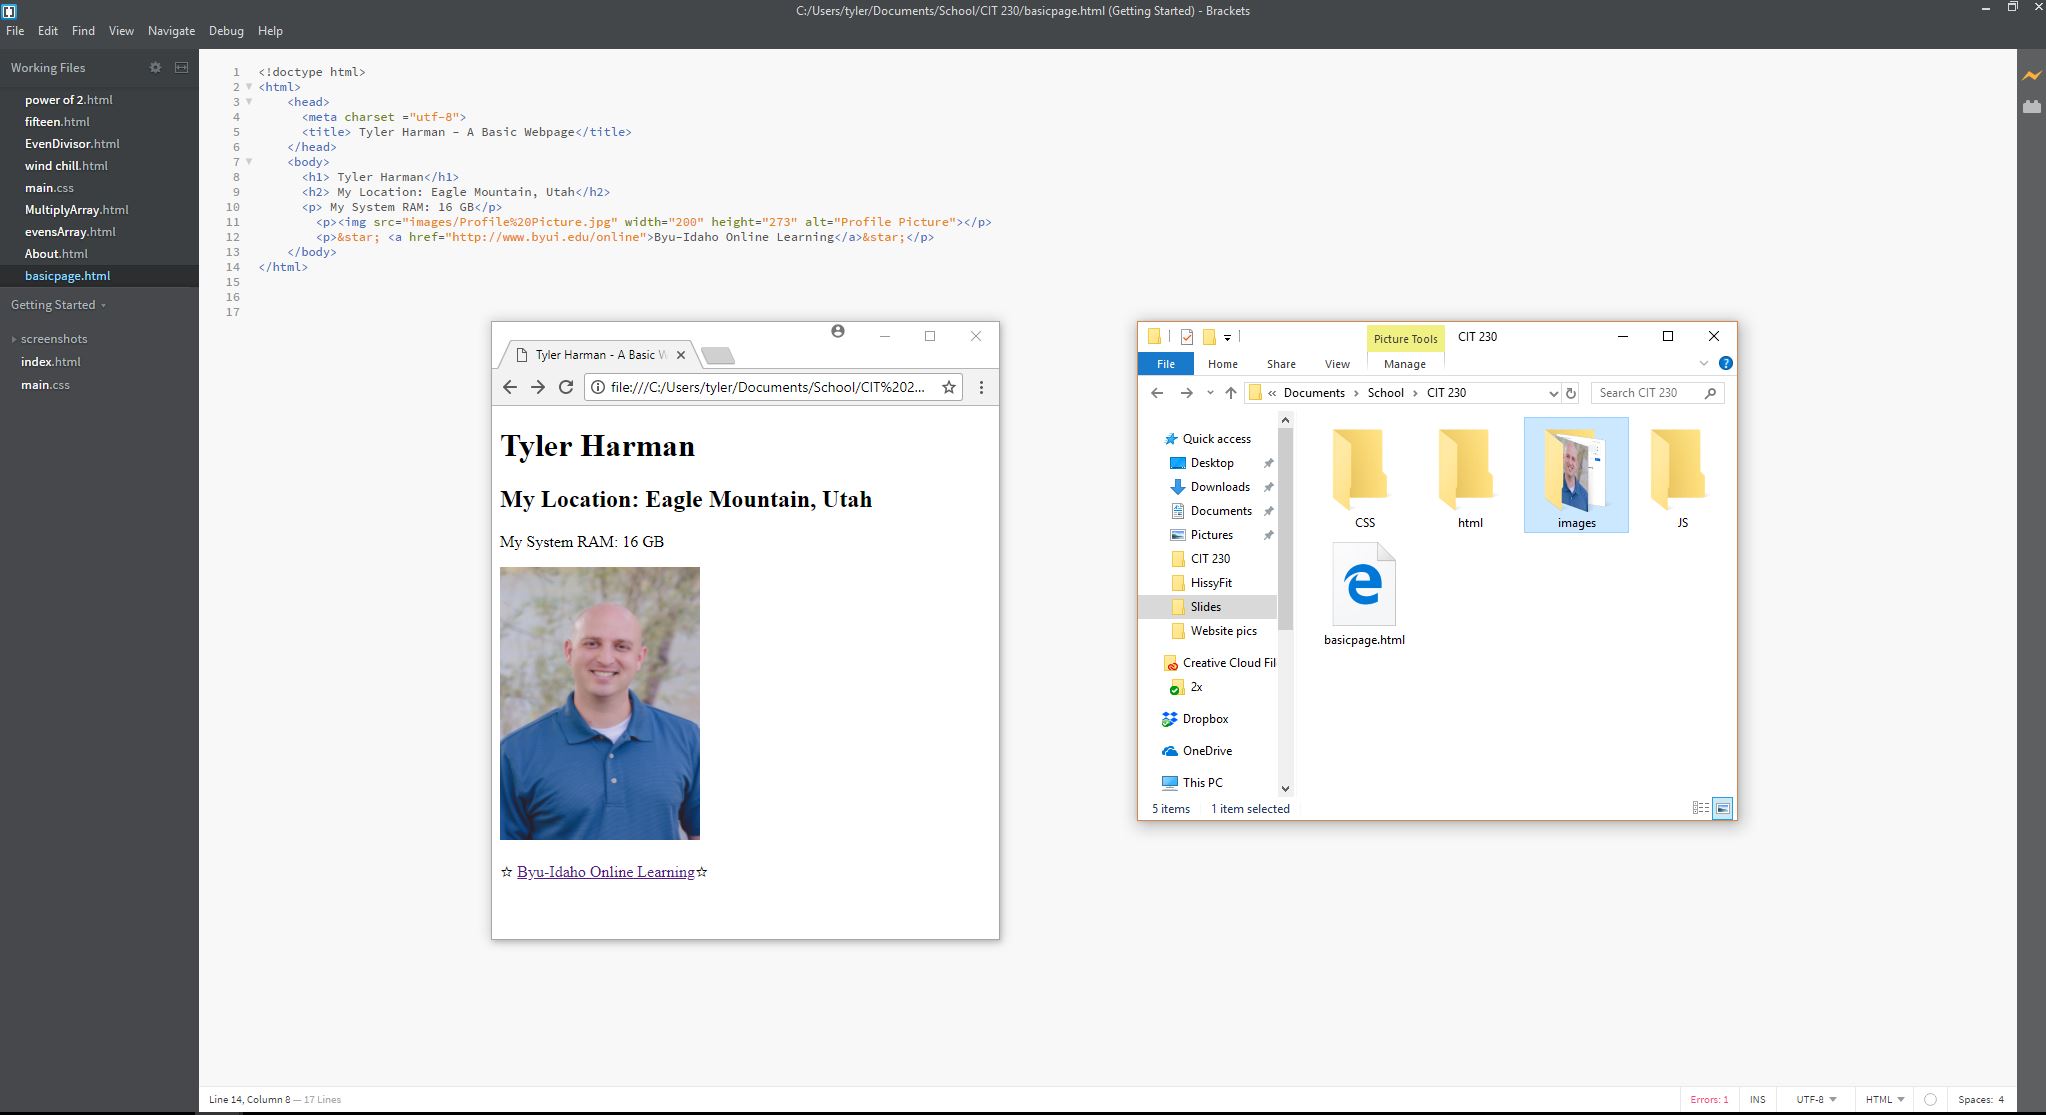 C:/Users/tyler/Documents/School/CIT 230/basicpage.html (Getting Started) - Brackets
File Edit Find View Navigate Debug Help
Working Files
power of 2.html
fifteen.html
EvenDivisor.html
wind chill.html
main.css
MultiplyArray.html
evensArray.html
About.html
basicpage.html
Getting Started
screenshots
index.html
main.css
1 <!doctype html>
2 <html>
3 <head>
4 <meta charset ="utf-8">
5 <title> Tyler Harman - A Basic Webpage</title>
6 </head>
7 <body>
8 <h1> Tyler Harman</h1>
9 <h2> My Location: Eagle Mountain, Utah</h2>
10 <p> My System RAM: 16 GB</p>
11 <p><img src="images/Profile%20Picture.jpg" width="200" height="273" alt="Profile Picture"></p>
12 <p>&star; <a href="http://www.byui.edu/online">Byu-Idaho Online Learning</a>&star;</p>
13 </body>
14 </html>
15
16
17
Tyler Harman - A Basic W
file:///C:/Users/tyler/Documents/School/CIT%202...
Tyler Harman
My Location: Eagle Mountain, Utah
My System RAM: 16 GB
☆ Byu-Idaho Online Learning☆
Picture Tools CIT 230
File Home Share View Manage
« Documents › School › CIT 230
Search CIT 230
Quick access
Desktop
Downloads
Documents
Pictures
CIT 230
HissyFit
Slides
Website pics
Creative Cloud Fil
2x
Dropbox
OneDrive
This PC
CSS html images JS
basicpage.html
5 items 1 item selected
Line 14, Column 8 — 17 Lines
Errors: 1 INS UTF-8 HTML Spaces: 4